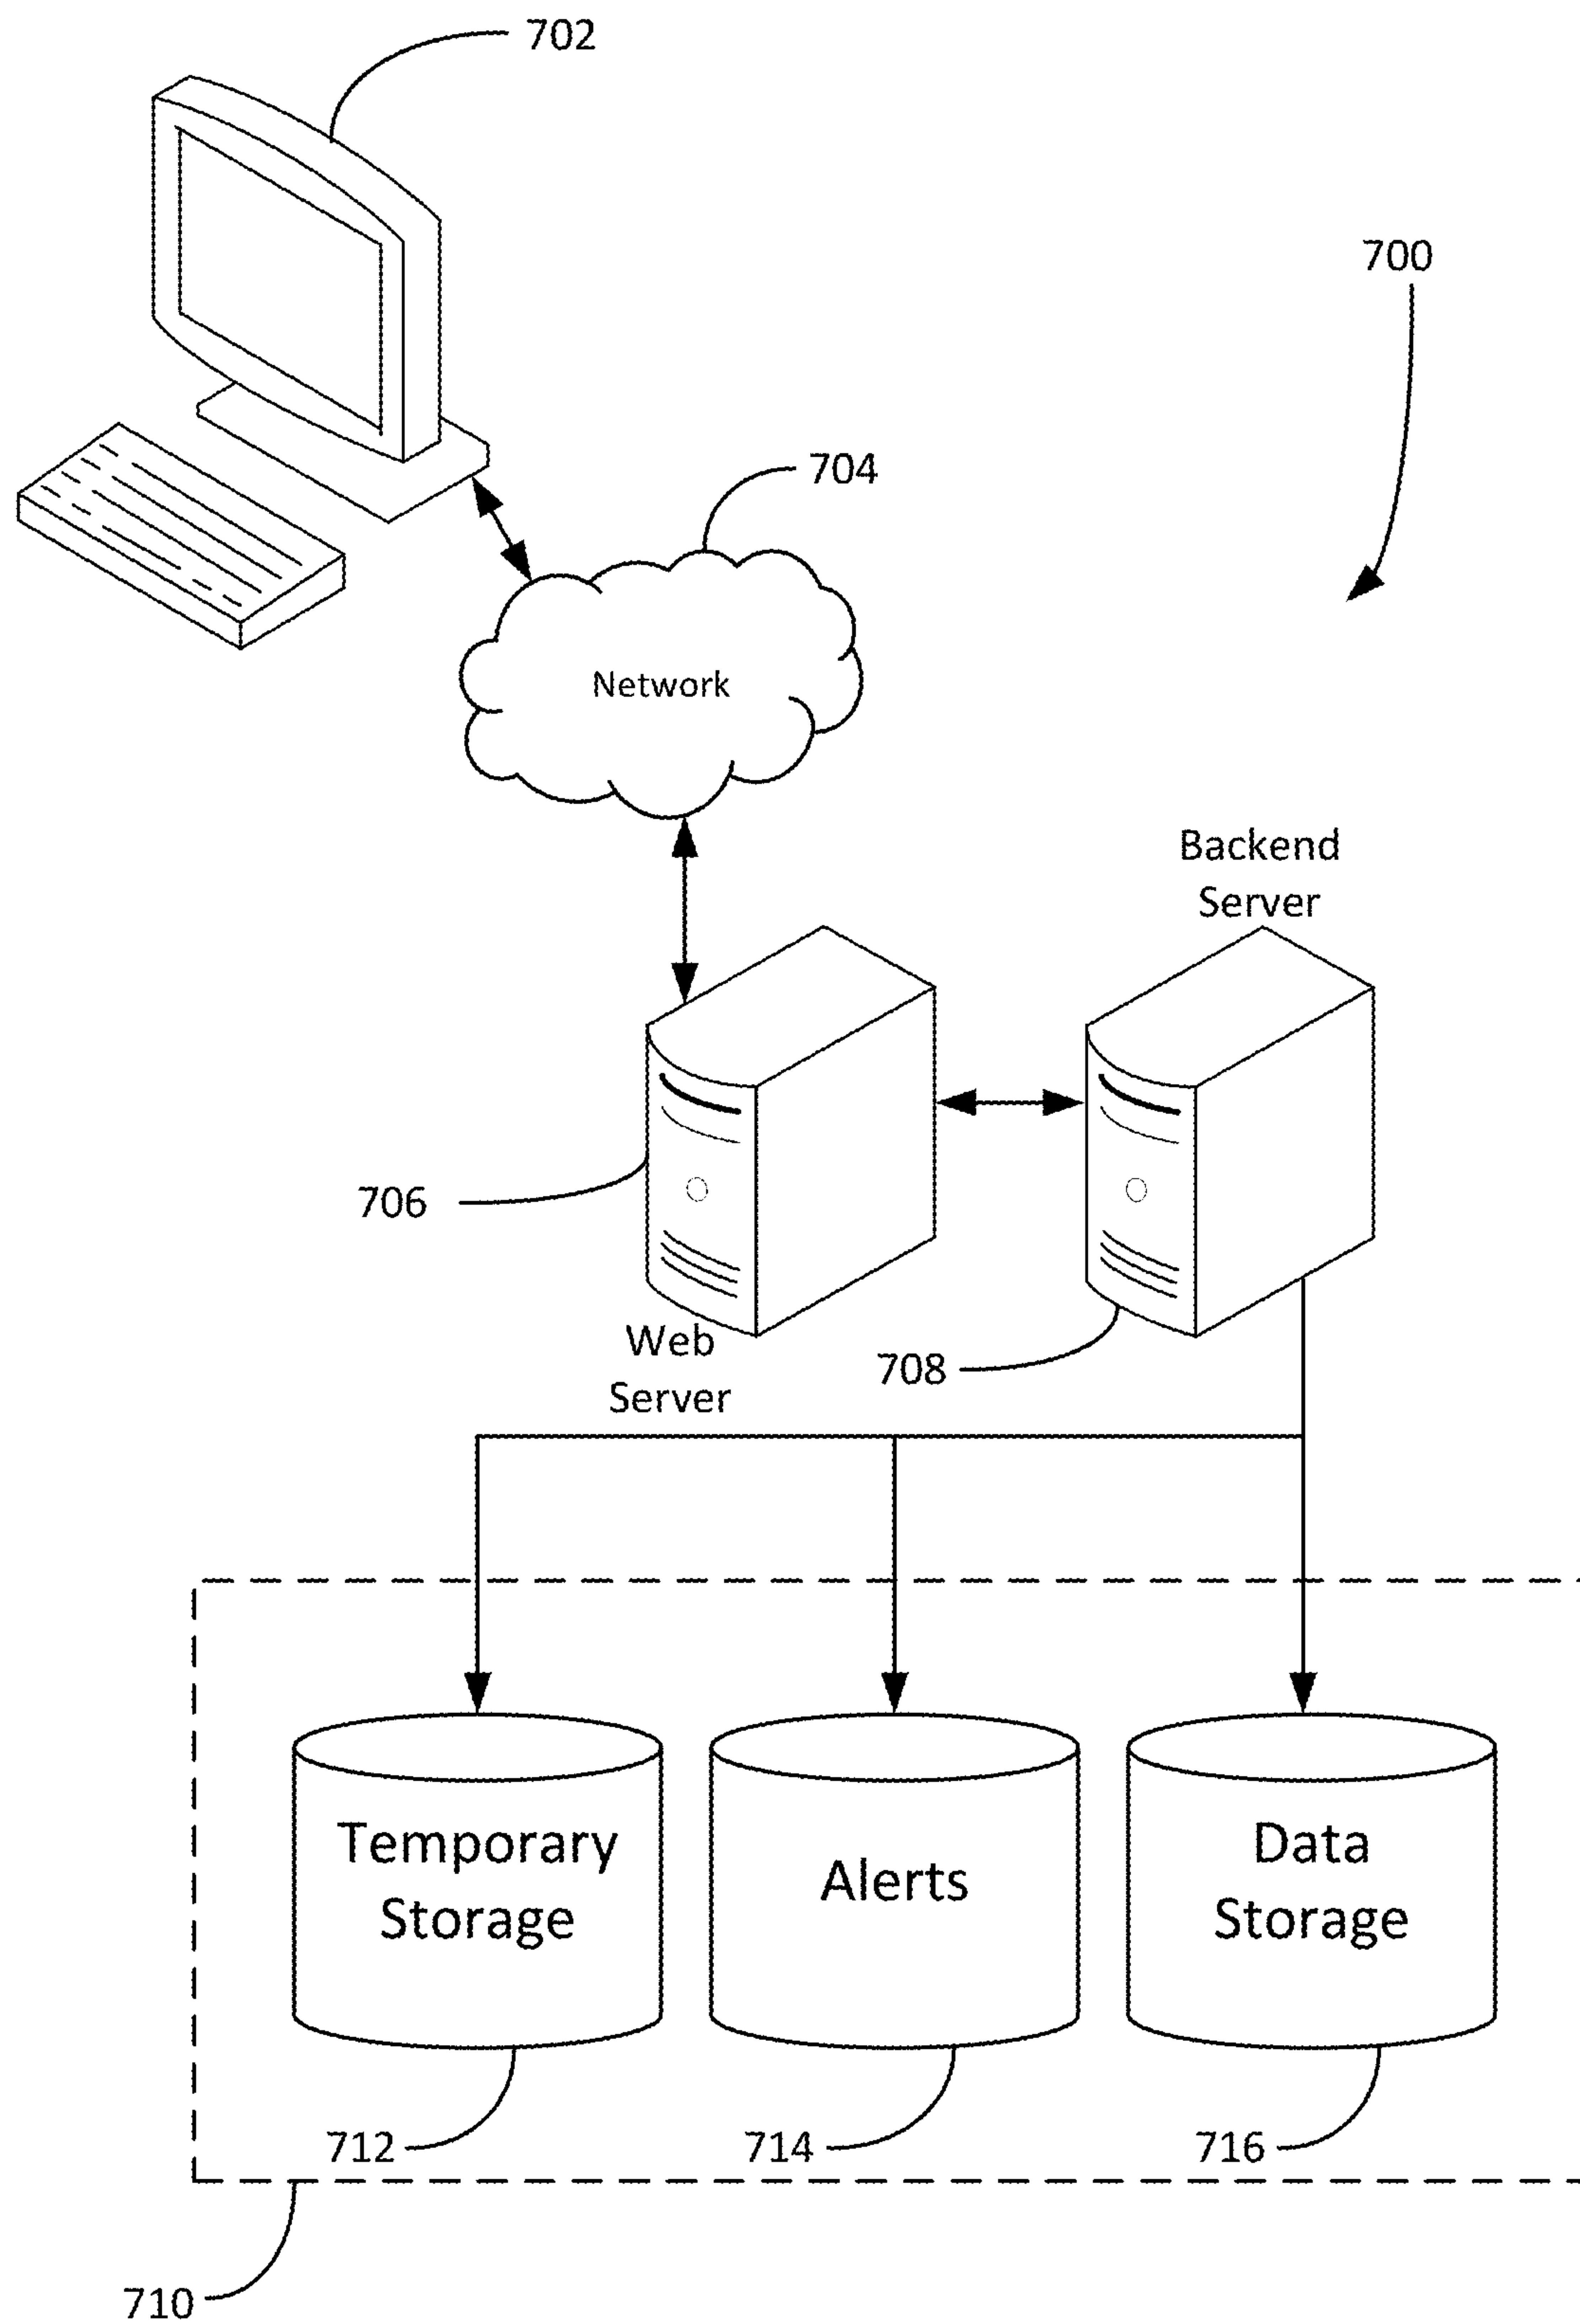 702
700
704
Network
Backend
Server
706
Web
Server
708
Temporary
Storage
Alerts
Data
Storage
712
714
716
710